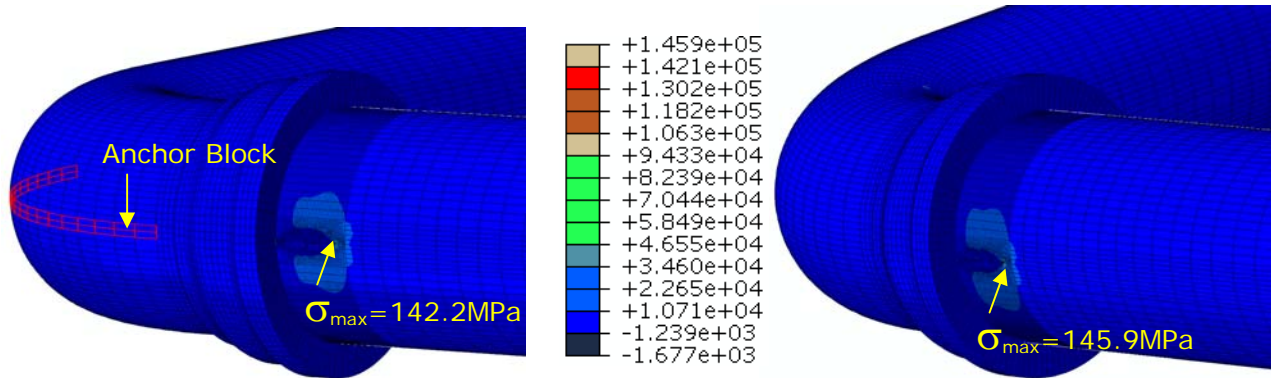 Anchor Block
σmax=142.2MPa
+1.459e+05
+1.421e+05
+1.302e+05
+1.182e+05
+1.063e+05
+9.433e+04
+8.239e+04
+7.044e+04
+5.849e+04
+4.655e+04
+3.460e+04
+2.265e+04
+1.071e+04
-1.239e+03
-1.677e+03
σmax=145.9MPa